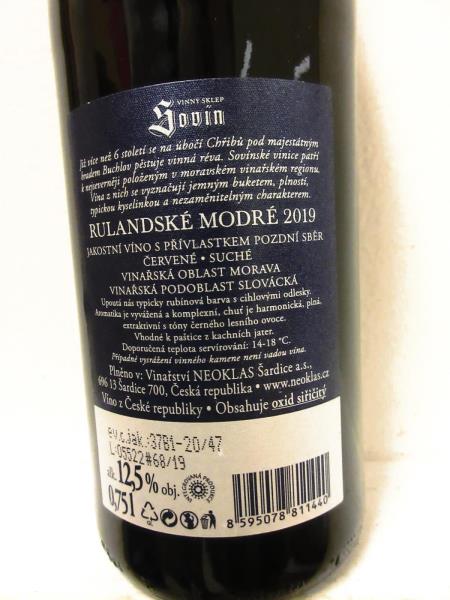 VINNÝ SKLEP
Sovín
Již více než 6 století se na úbočí Chřibů pod majestátným
hradem Buchlov pěstuje vinná réva. Sovínské vinice patří
k nejseverněji položeným v moravském vinařském regionu.
Vína z nich se vyznačují jemným buketem, plností,
typickou kyselinkou a nezaměnitelným charakterem.
RULANDSKÉ MODRÉ 2019
JAKOSTNÍ VÍNO S PŘÍVLASTKEM POZDNÍ SBĚR
ČERVENÉ • SUCHÉ
VINAŘSKÁ OBLAST MORAVA
VINAŘSKÁ PODOBLAST SLOVÁCKÁ
Upoutá nás typicky rubínová barva s cihlovými odlesky.
Aromatika je vyvážená a komplexní, chuť je harmonická, plná,
extraktivní s tóny černého lesního ovoce.
Vhodné k paštice z kachních jater.
Doporučená teplota servírování: 14-18 °C.
Případné vysrážení vinného kamene není vadou vína.
Plněno v: Vinařství NEOKLAS Šardice a.s.,
696 13 Šardice 700, Česká republika • www.neoklas.cz
Víno z České republiky • Obsahuje oxid siřičitý
ev.č.jak.:37B1-20/47
L-05522#68/19
alk. 12,5 % obj.
0,75 l
INTEGROVANÁ PRODUKCE
8 595078 811440